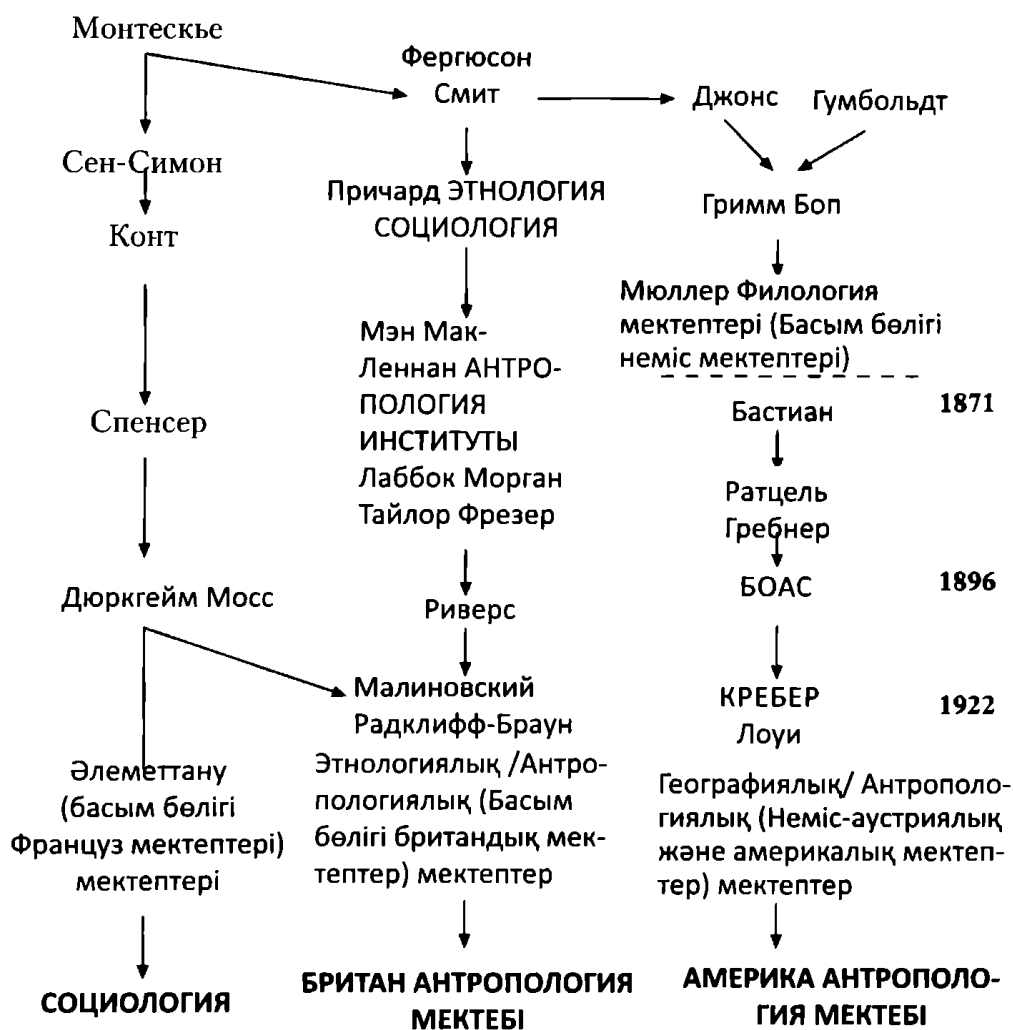 Монтескье
Сен-Симон
Конт
Спенсер
Дюркгейм Мосс
Әлеметтану
(басым бөлігі
Француз мектептері)
мектептері
СОЦИОЛОГИЯ
Фергюсон
Смит
Причард ЭТНОЛОГИЯ
СОЦИОЛОГИЯ
Мэн Мак-
Леннан АНТРО-
ПОЛОГИЯ
ИНСТИТУТЫ
Лаббок Морган
Тайлор Фрезер
Риверс
Малиновский
Радклифф-Браун
Этнологиялық /Антро-
пологиялық (Басым
бөлігі британдық мек-
тептер) мектептер
БРИТАН АНТРОПОЛОГИЯ
МЕКТЕБІ
Джонс Гумбольдт
Гримм Боп
Мюллер Филология
мектептері (Басым бөлігі
неміс мектептері)
Бастиан 1871
Ратцель
Гребнер
БОАС 1896
КРЕБЕР 1922
Лоуи
Географиялық/ Антрополо-
гиялық (Неміс-аустриялық
және америкалық мектеп-
тер) мектептер
АМЕРИКА АНТРОПОЛО-
ГИЯ МЕКТЕБІ